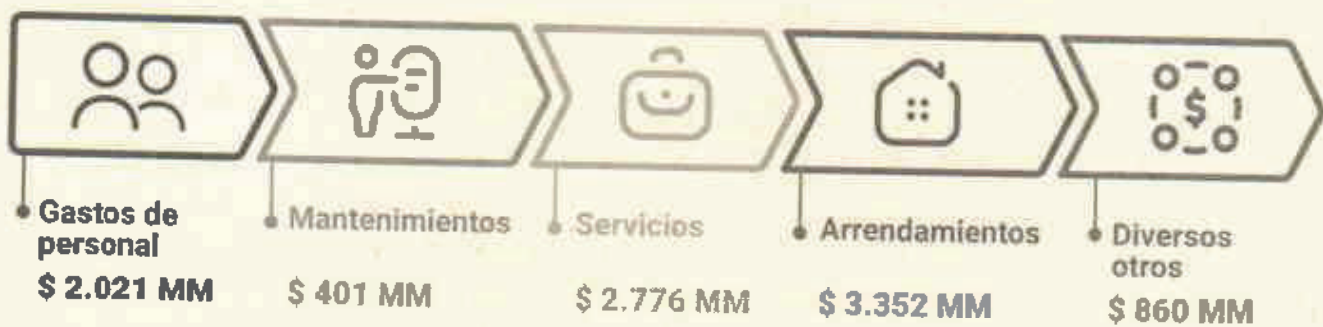 Gastos de
personal
$ 2.021 MM
Mantenimientos
$ 401 MM
Servicios
$ 2.776 MM
Arrendamientos
$ 3.352 MM
Diversos
otros
$ 860 MM